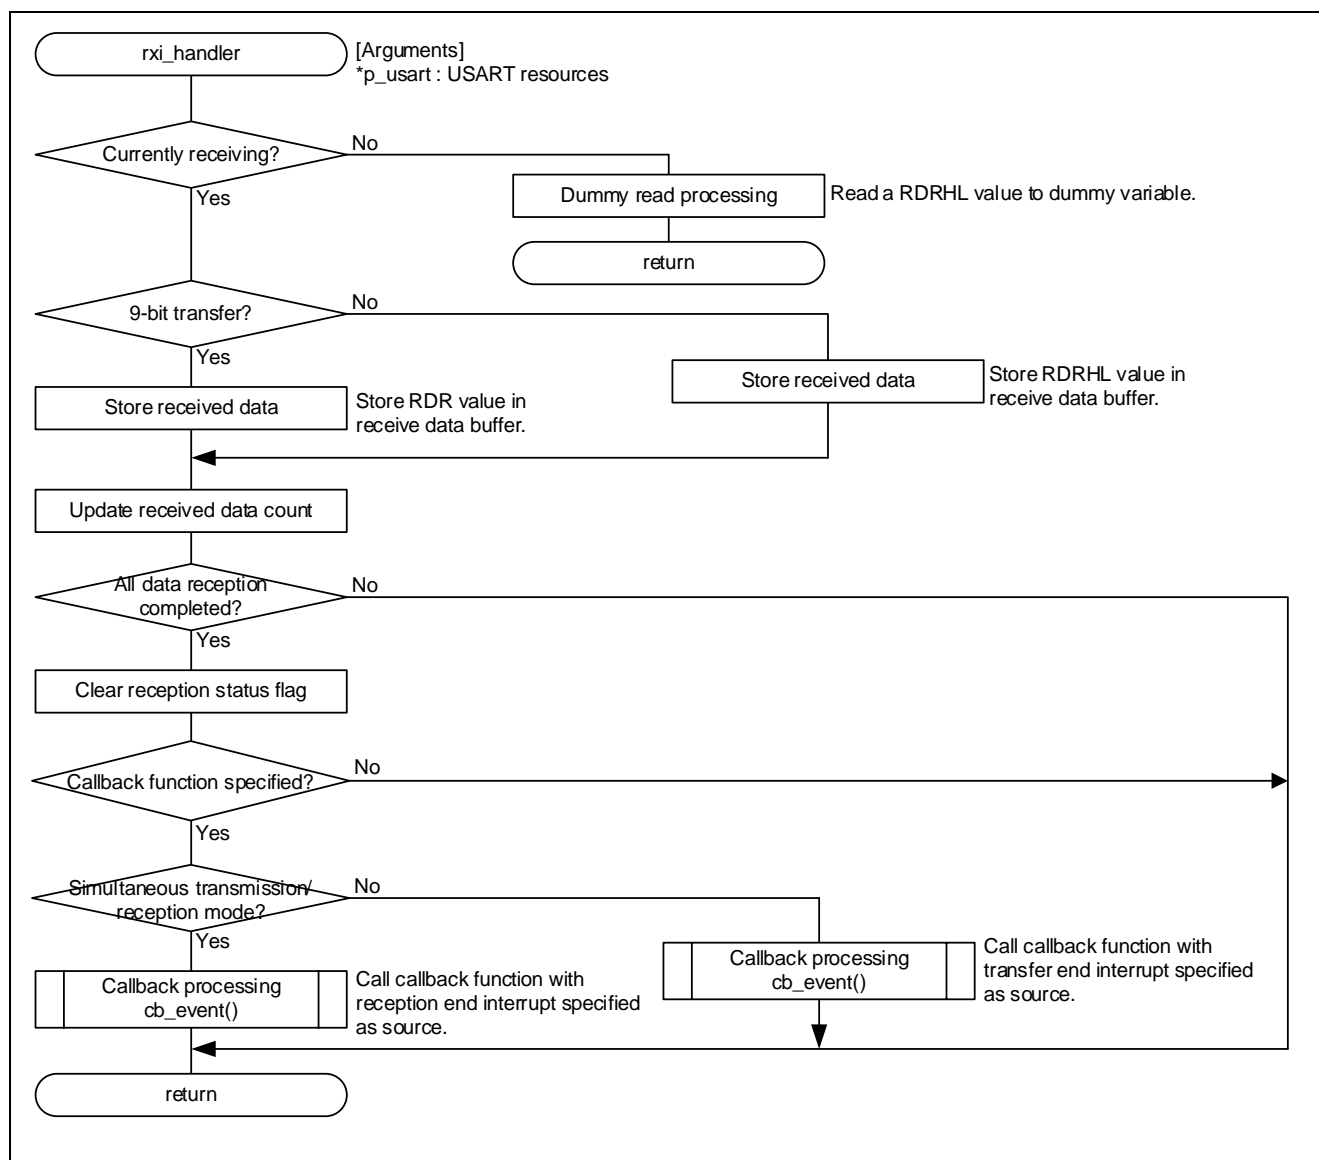 rxi_handler
[Arguments]
*p_usart : USART resources
Currently receiving?
No
Yes
Dummy read processing
Read a RDRHL value to dummy variable.
return
9-bit transfer?
No
Yes
Store received data
Store RDRHL value in
receive data buffer.
Store received data
Store RDR value in
receive data buffer.
Update received data count
All data reception
completed?
No
Yes
Clear reception status flag
Callback function specified?
No
Yes
Simultaneous transmission/
reception mode?
No
Yes
Callback processing
cb_event()
Call callback function with
transfer end interrupt specified
as source.
Callback processing
cb_event()
Call callback function with
reception end interrupt specified
as source.
return